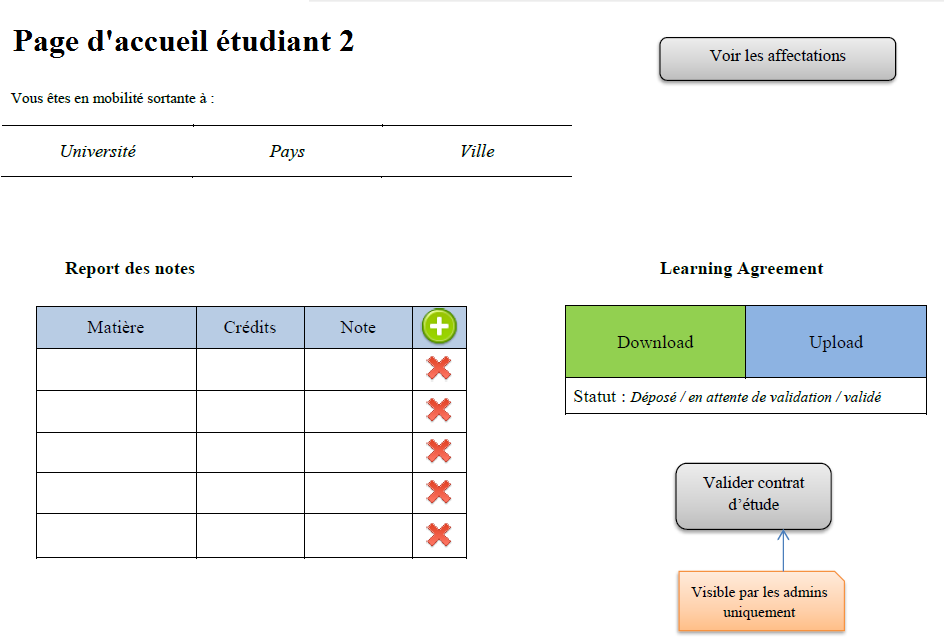 Page d'accueil étudiant 2
Voir les affectations
Vous êtes en mobilité sortante à :
Université Pays Ville
Report des notes
Matière Crédits Note
Learning Agreement
Download Upload
Statut : Déposé / en attente de validation / validé
Valider contrat
d’étude
Visible par les admins
uniquement